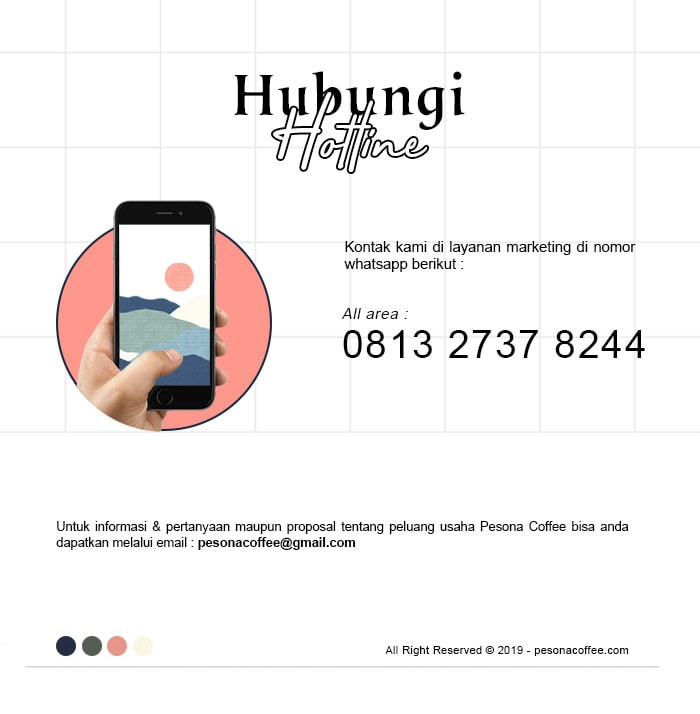 Hubungi
Hotline
Kontak kami di layanan marketing di nomor
whatsapp berikut :
All area :
0813 2737 8244
Untuk informasi & pertanyaan maupun proposal tentang peluang usaha Pesona Coffee bisa anda
dapatkan melalui email : pesonacoffee@gmail.com
All Right Reserved © 2019 - pesonacoffee.com